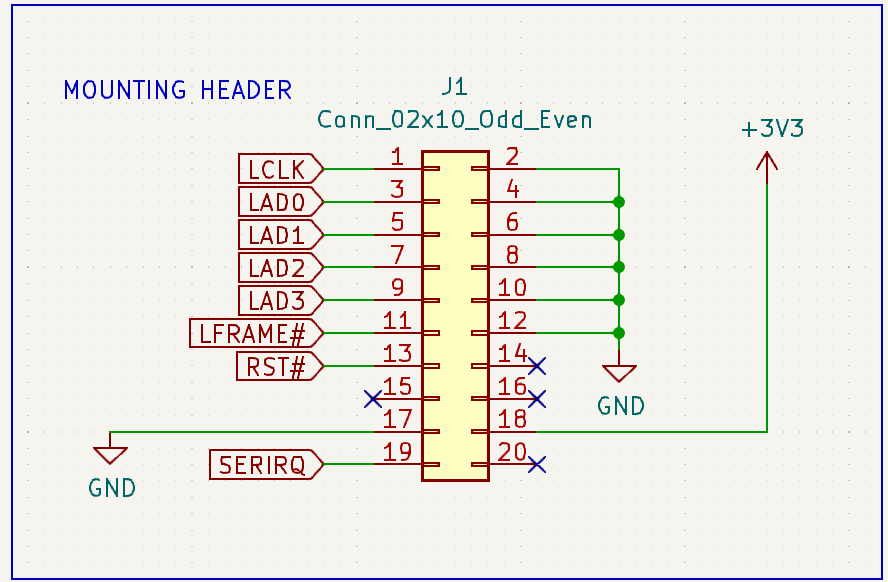 J1
MOUNTING HEADER
Conn_02x10_Odd_Even
+3V3
LCLK 1 2
LAD0 3 4
LAD1 5 6
LAD2 7 8
LAD3 9 10
LFRAME# 11 12
RST# 13 14
15 16
GND
17 18
SERIRQ 19 20
GND